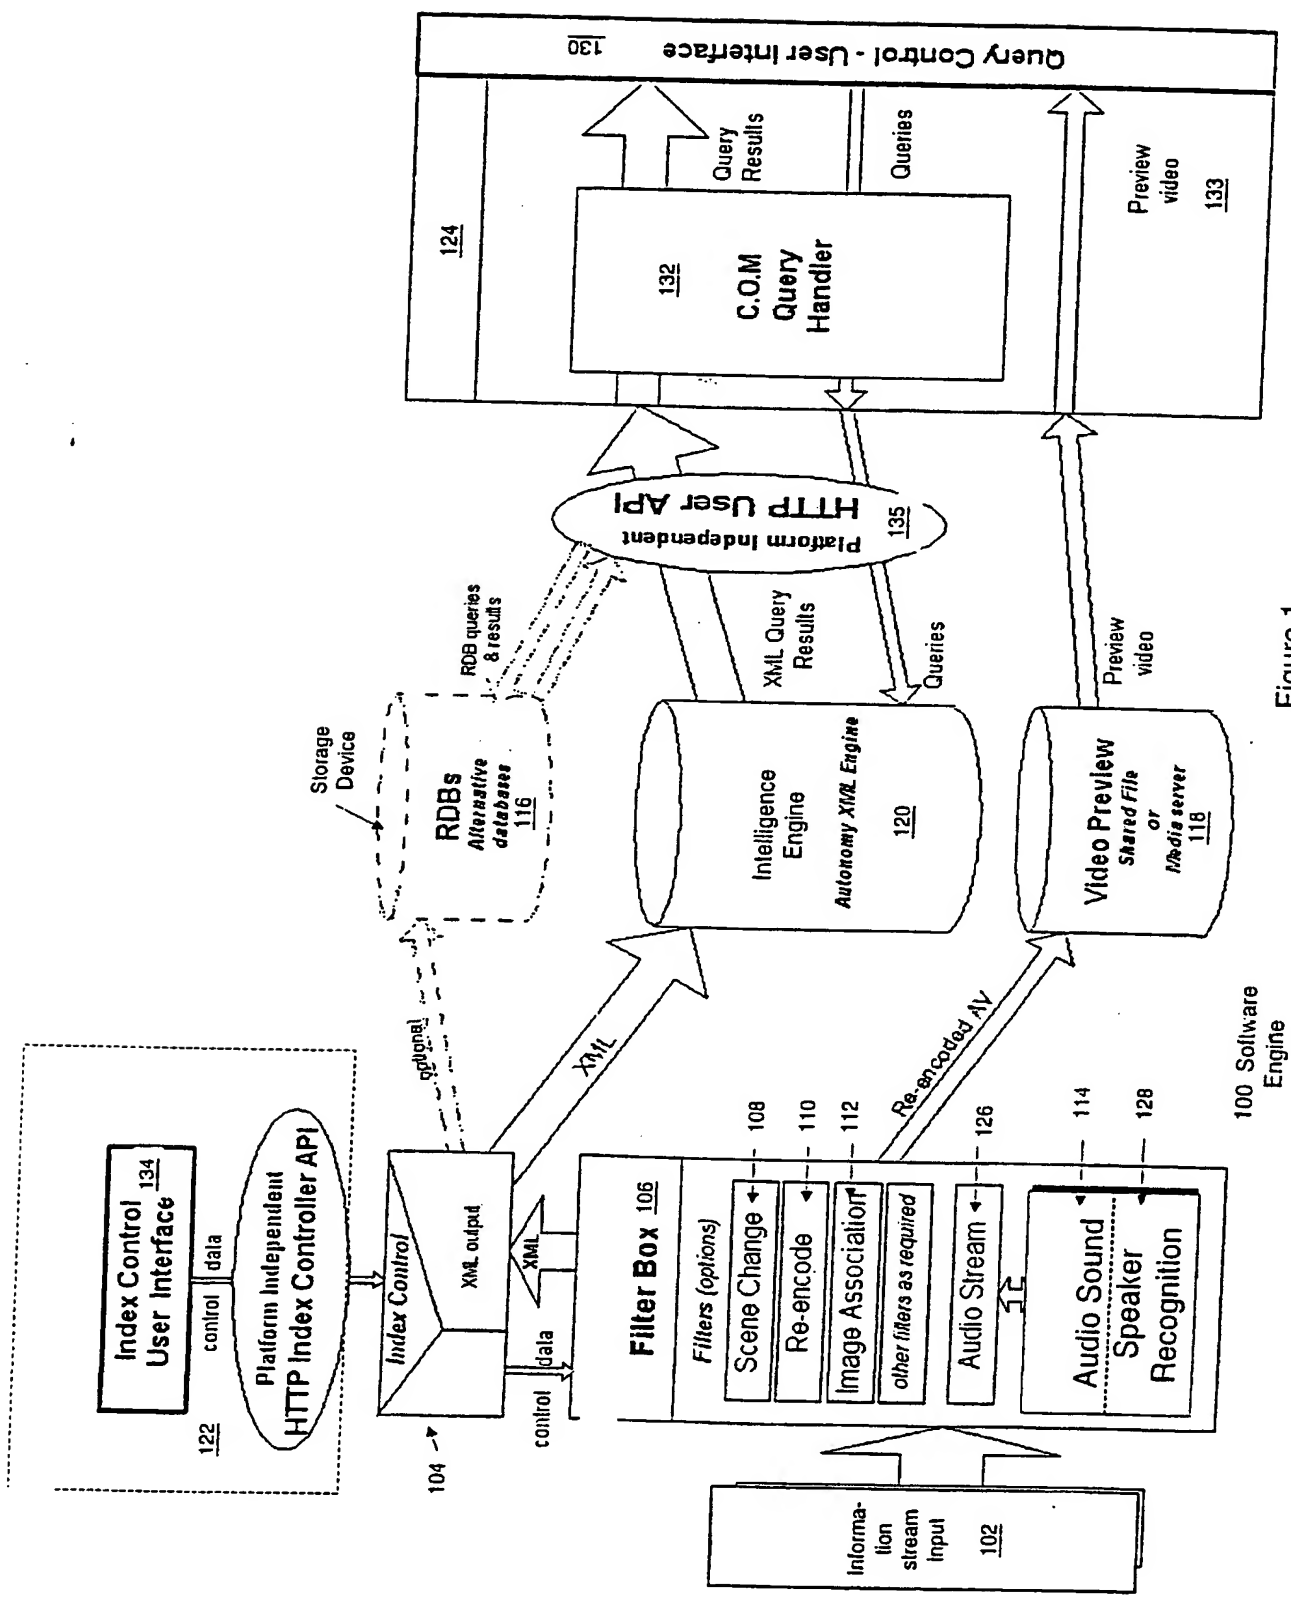 Index Control
User Interface
134
control
data
Platform Independent
HTTP Index Controller API
122
Index Control
XML output
104
optional
XML
XML
control
data
Storage
Device
RDBs
Alternative
databases
116
RDB queries
& results
Filter Box 106
Filters (options)
Scene Change
108
Re-encode
110
Image Association
112
other filters as required
Audio Stream
126
Audio Sound
114
Speaker
Recognition
128
Informa-
tion
stream
Input
102
Re-encoded AV
Intelligence
Engine
Autonomy XML Engine
120
XML Query
Results
Queries
Video Preview
Shared File
or
Media server
118
Preview
video
Platform Independent
HTTP User API
135
124
132
C.O.M
Query
Handler
Query
Results
Queries
Preview
video
133
Query Control - User Interface
130
100 Software
Engine
Figure 1